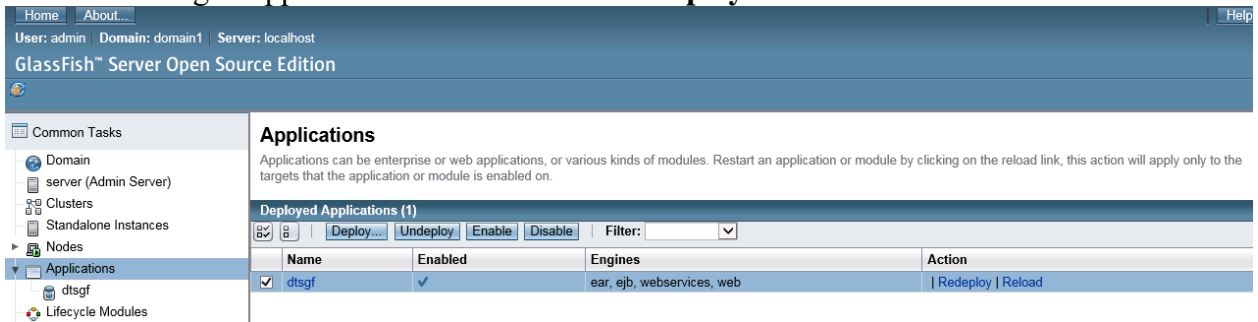 Home About... Help
User: admin Domain: domain1 Server: localhost
GlassFish™ Server Open Source Edition
Common Tasks
Domain
server (Admin Server)
Clusters
Standalone Instances
Nodes
Applications
dtsgf
Lifecycle Modules
Applications
Applications can be enterprise or web applications, or various kinds of modules. Restart an application or module by clicking on the reload link, this action will apply only to the
targets that the application or module is enabled on.
Deployed Applications (1)
Deploy... Undeploy Enable Disable Filter:
Name Engines Enabled Action
dtsgf ear, ejb, webservices, web | Redeploy | Reload